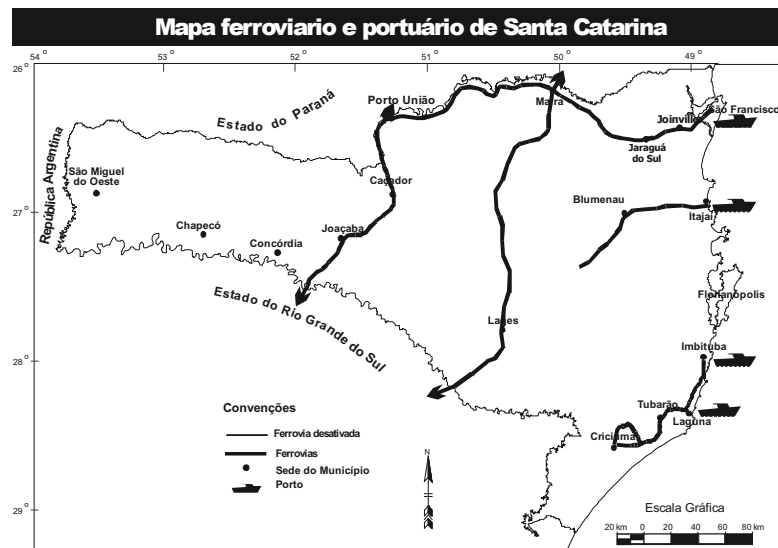 Mapa ferroviario e portuário de Santa Catarina
54 º
53 º
52 º
51 º
50 º
49 º
26 º
27 º
28 º
29 º
Estado do Paraná
República Argentina
Estado do Rio Grande do Sul
Porto União
Mafra
São Francisco
Joinville
Jaraguá
do Sul
São Miguel
do Oeste
Caçador
Blumenau
Itajaí
Chapecó
Joaçaba
Concórdia
Florianópolis
Lages
Imbituba
Tubarão
Laguna
Criciúma
Convenções
Ferrovia desativada
Ferrovias
Sede do Município
Porto
N
Escala Gráfica
20 km 0 20 40 60 80 km